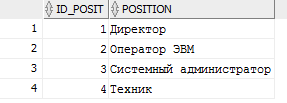 ID_POSIT POSITION
1 1 Директор
2 2 Оператор ЭВМ
3 3 Системный администратор
4 4 Техник